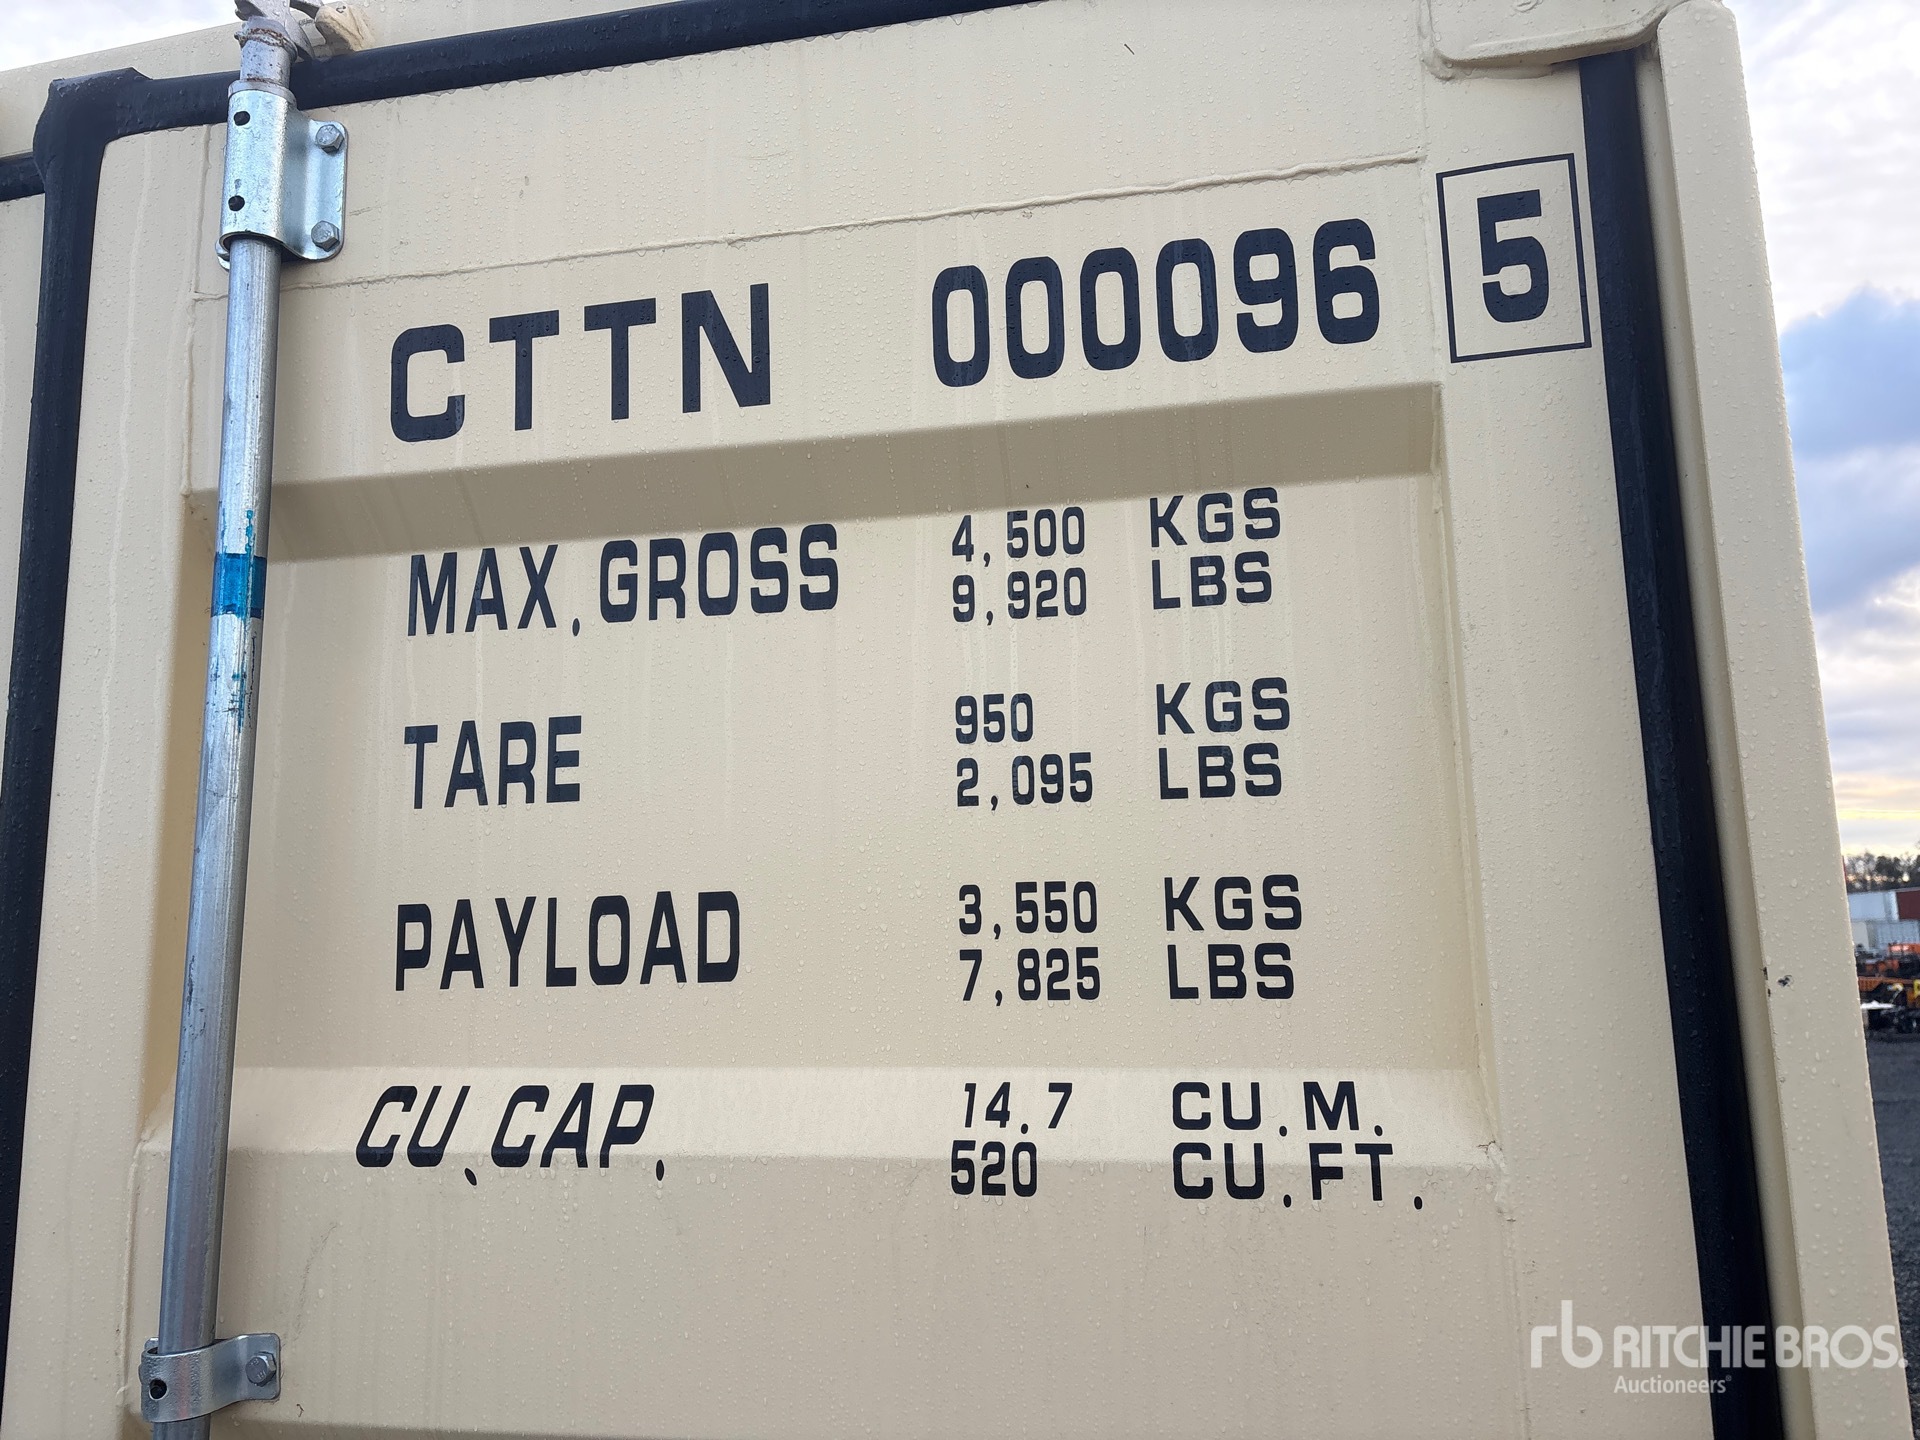 CTTN 000096 5
MAX.GROSS 4,500 KGS
9,920 LBS
TARE 950 KGS
2,095 LBS
PAYLOAD 3,550 KGS
7,825 LBS
CU.CAP. 14.7 CU.M.
520 CU.FT.
rb RITCHIE BROS.
Auctioneers